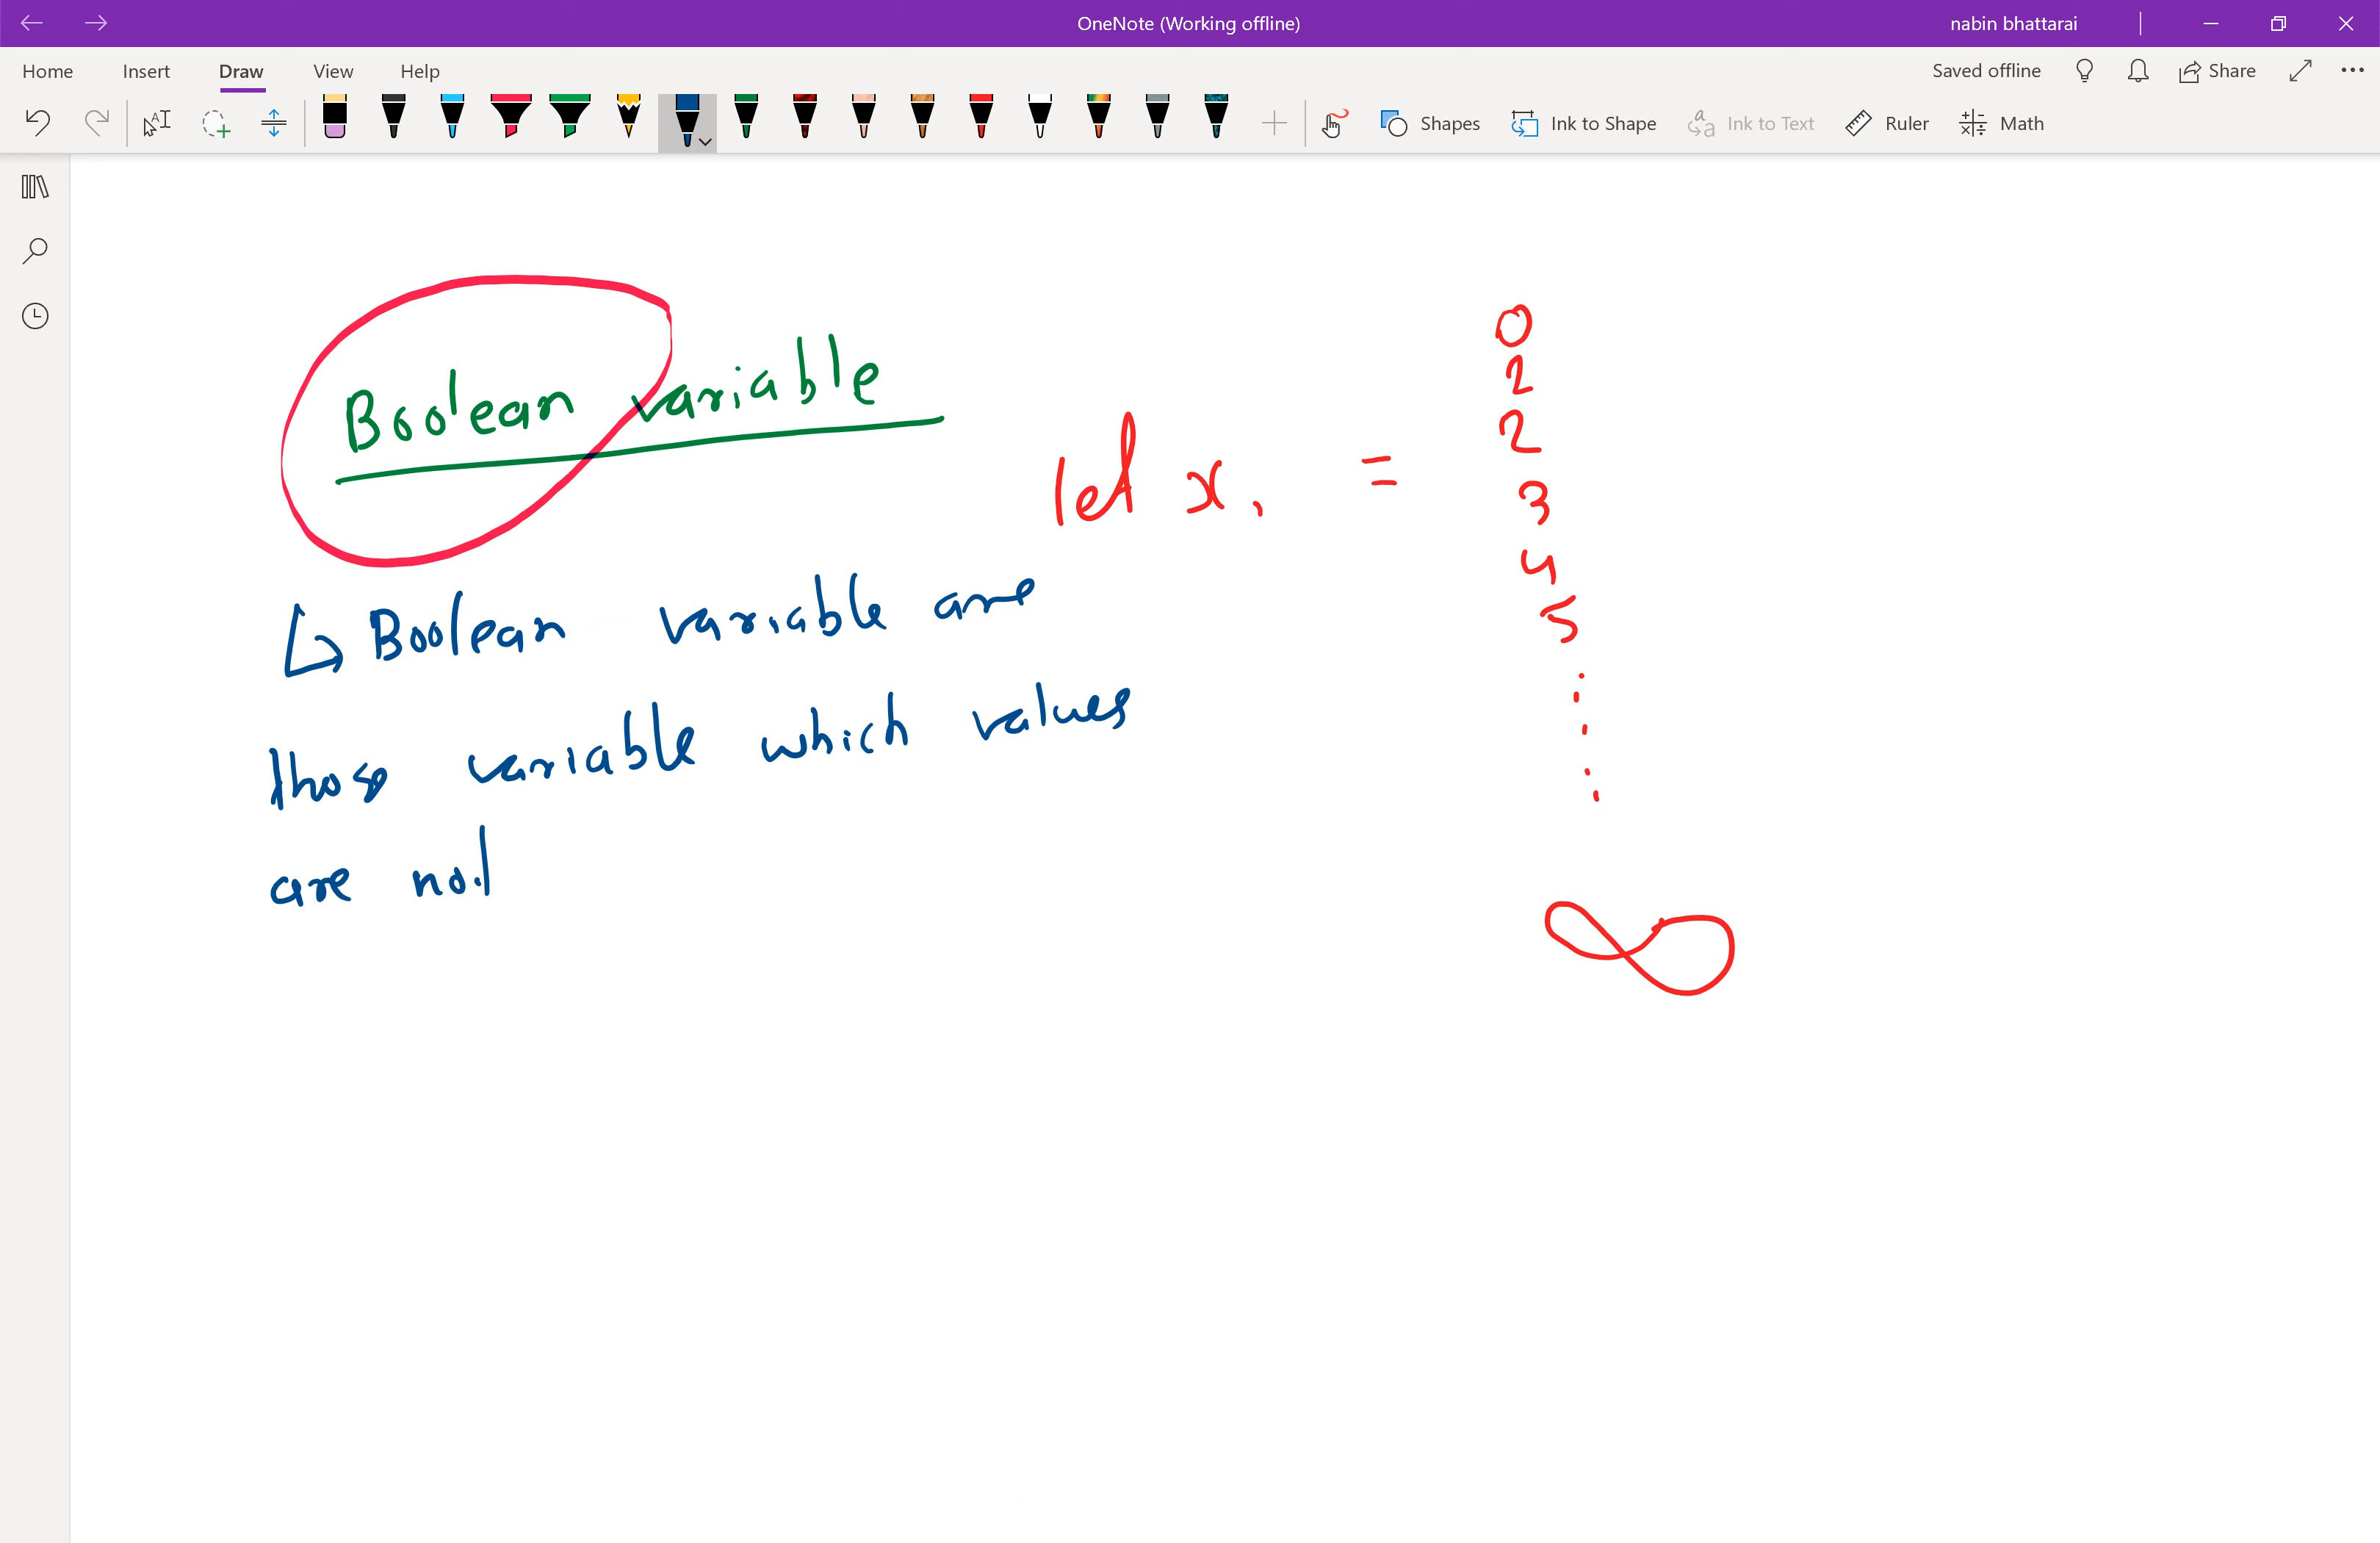 OneNote (Working offline)
nabin bhattarai
Home Insert Draw View Help
Saved offline Share
Shapes Ink to Shape Ink to Text Ruler Math
Boolean variable
let x, =
0
2
2
3
4
5
∞
Boolean variable are
those variable which values
are not